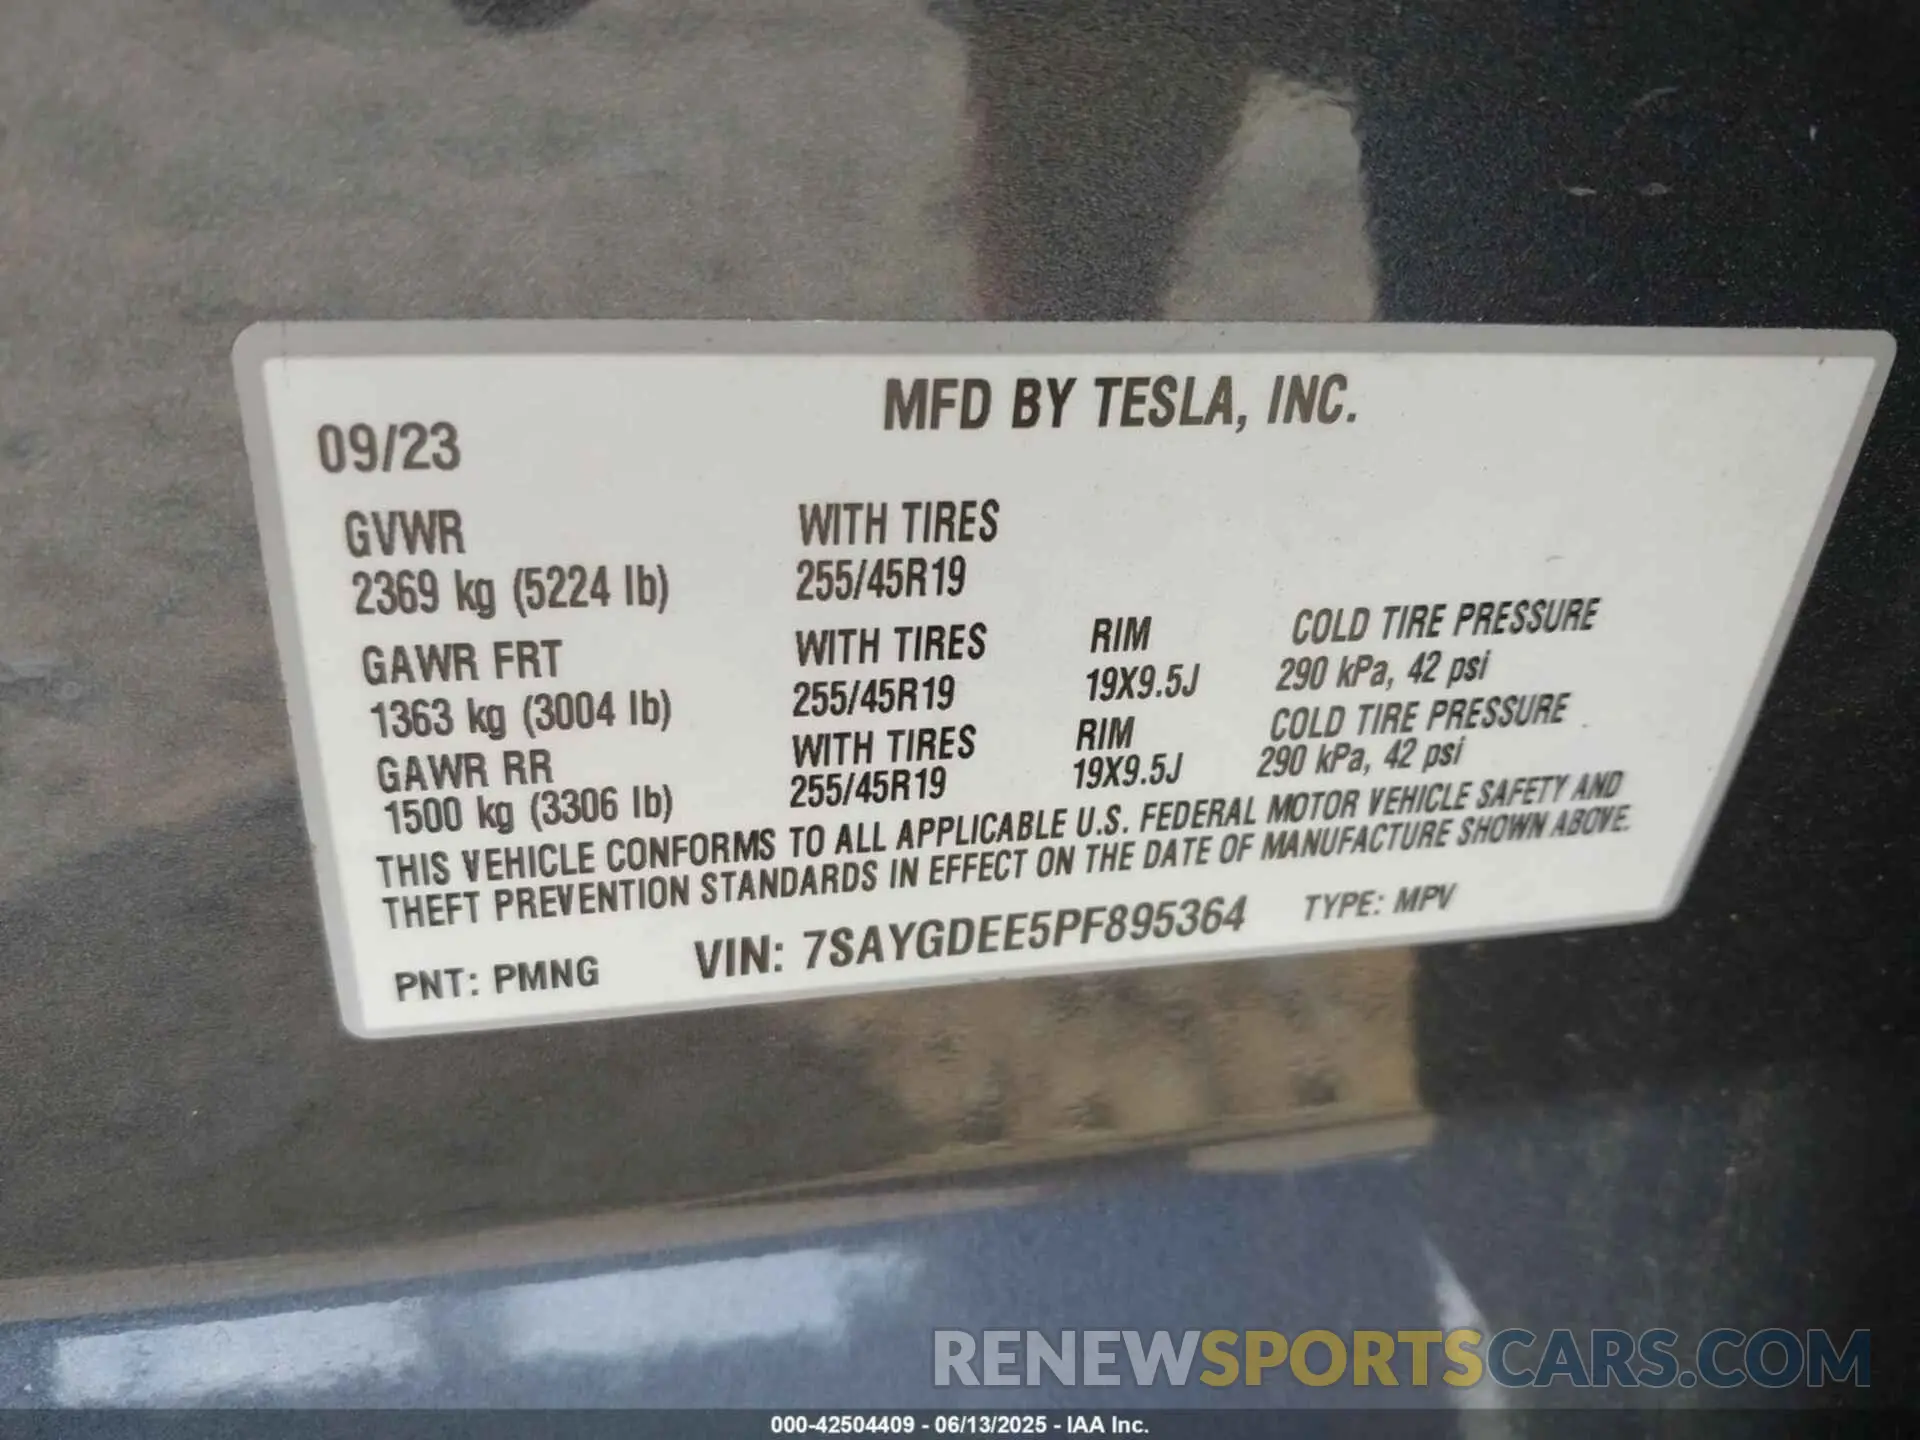 MFD BY TESLA, INC.
09/23
GVWR WITH TIRES
2369 kg (5224 lb) 255/45R19
GAWR FRT WITH TIRES RIM COLD TIRE PRESSURE
1363 kg (3004 lb) 255/45R19 19X9.5J 290 kPa, 42 psi
GAWR RR WITH TIRES RIM COLD TIRE PRESSURE
1500 kg (3306 lb) 255/45R19 19X9.5J 290 kPa, 42 psi
THIS VEHICLE CONFORMS TO ALL APPLICABLE U.S. FEDERAL MOTOR VEHICLE SAFETY AND
THEFT PREVENTION STANDARDS IN EFFECT ON THE DATE OF MANUFACTURE SHOWN ABOVE.
PNT: PMNG VIN: 7SAYGDEE5PF895364 TYPE: MPV
RENEWSPORTSCARS.COM
000-42504409 - 06/13/2025 - IAA Inc.